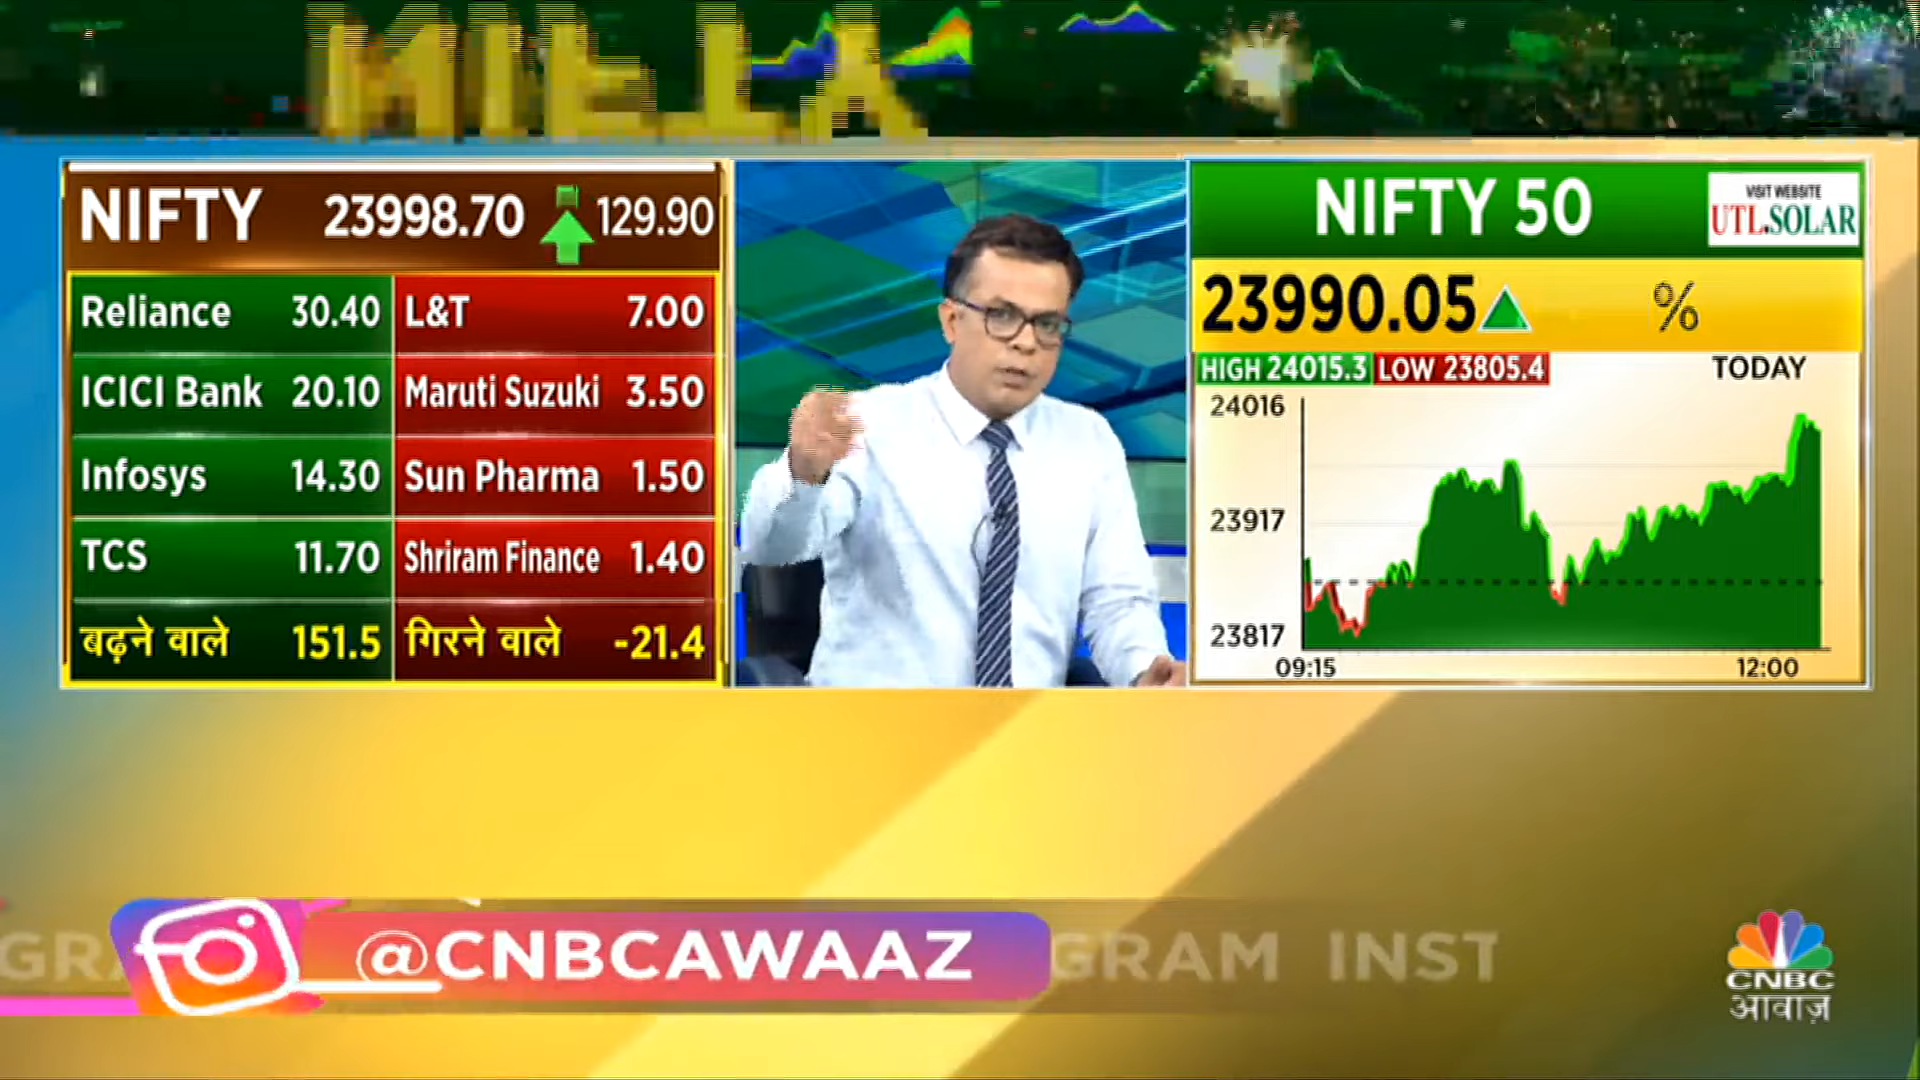 NIFTY 23998.70 129.90
Reliance 30.40 L&T 7.00
ICICI Bank 20.10 Maruti Suzuki 3.50
Infosys 14.30 Sun Pharma 1.50
TCS 11.70 Shriram Finance 1.40
बढ़ने वाले 151.5 गिरने वाले -21.4
NIFTY 50
VISIT WEBSITE
UTL.SOLAR
23990.05 %
HIGH 24015.3 LOW 23805.4 TODAY
24016
23917
23817
09:15 12:00
@CNBCAWAAZ
GRAM INST
CNBC
आवाज़